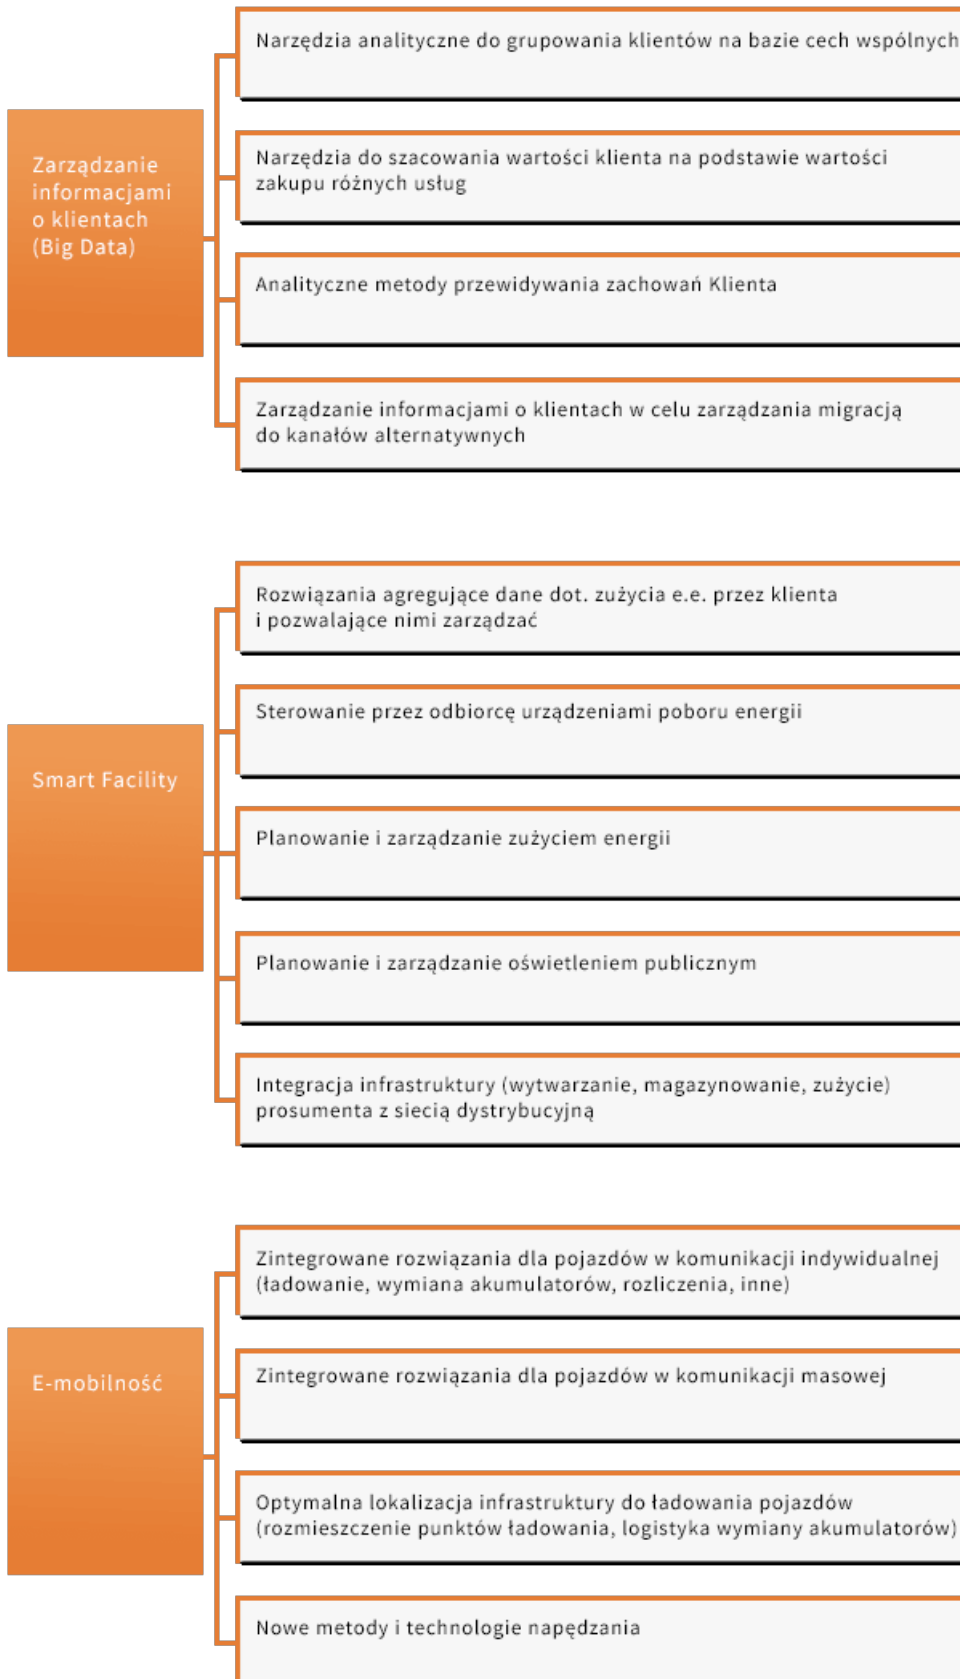 Zarządzanie
informacjami
o klientach
(Big Data)
Narzędzia analityczne do grupowania klientów na bazie cech wspólnych
Narzędzia do szacowania wartości klienta na podstawie wartości
zakupu różnych usług
Analityczne metody przewidywania zachowań Klienta
Zarządzanie informacjami o klientach w celu zarządzania migracją
do kanałów alternatywnych
Smart Facility
Rozwiązania agregujące dane dot. zużycia e.e. przez klienta
i pozwalające nimi zarządzać
Sterowanie przez odbiorcę urządzeniami poboru energii
Planowanie i zarządzanie zużyciem energii
Planowanie i zarządzanie oświetleniem publicznym
Integracja infrastruktury (wytwarzanie, magazynowanie, zużycie)
prosumenta z siecią dystrybucyjną
E-mobilność
Zintegrowane rozwiązania dla pojazdów w komunikacji indywidualnej
(ładowanie, wymiana akumulatorów, rozliczenia, inne)
Zintegrowane rozwiązania dla pojazdów w komunikacji masowej
Optymalna lokalizacja infrastruktury do ładowania pojazdów
(rozmieszczenie punktów ładowania, logistyka wymiany akumulatorów)
Nowe metody i technologie napędzania